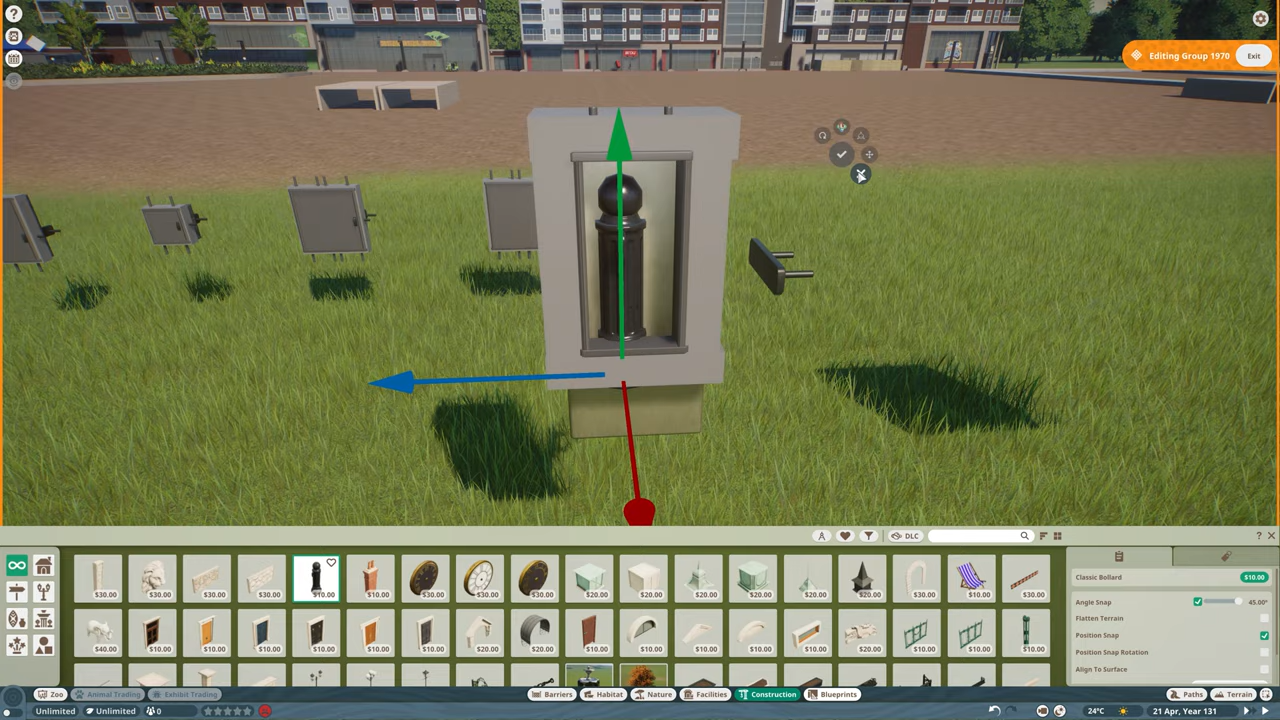 ?
Editing Group 1970
Exit
DLC
? ×
$30.00 $30.00 $30.00 $30.00 $10.00 $10.00 $30.00 $30.00 $30.00 $20.00 $20.00 $20.00 $20.00 $20.00 $20.00 $30.00 $10.00 $30.00
$40.00 $10.00 $10.00 $10.00 $10.00 $10.00 $10.00 $20.00 $20.00 $10.00 $10.00 $10.00 $10.00 $10.00 $20.00 $10.00 $10.00 $10.00
Classic Bollard $10.00
Angle Snap 45.00°
Flatten Terrain
Position Snap
Position Snap Rotation
Align To Surface
Zoo Animal Trading Exhibit Trading Barriers Habitat Nature Facilities Construction Blueprints Paths Terrain
Unlimited Unlimited 0 24°C 21 Apr, Year 131